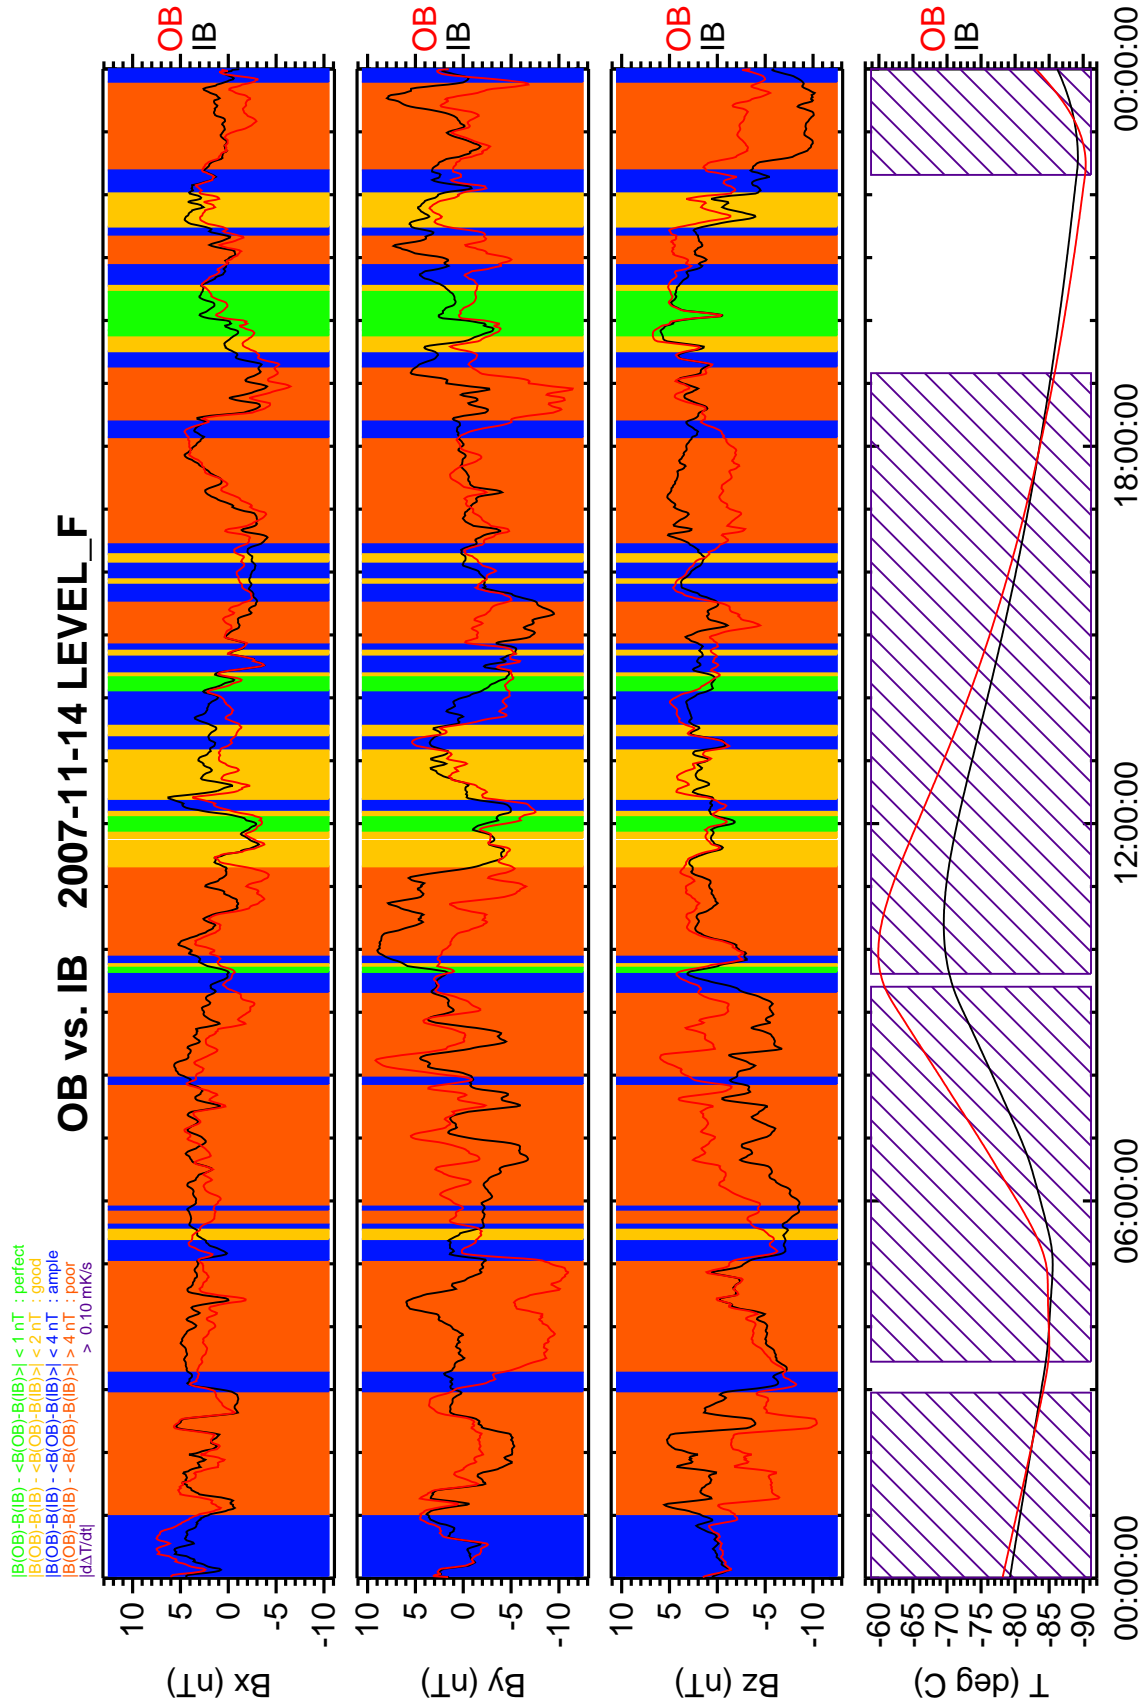 OB vs. IB 2007-11-14 LEVEL_F
|B(OB)-B(IB) - <B(OB)-B(IB)>| < 1 nT : perfect
|B(OB)-B(IB) - <B(OB)-B(IB)>| < 2 nT : good
|B(OB)-B(IB) - <B(OB)-B(IB)>| < 4 nT : ample
|B(OB)-B(IB) - <B(OB)-B(IB)>| > 4 nT : poor
|dΔT/dt| > 0.10 mK/s
Bx (nT)
10
5
0
-5
-10
OB
IB
By (nT)
10
5
0
-5
-10
OB
IB
Bz (nT)
10
5
0
-5
-10
OB
IB
T (deg C)
-60
-65
-70
-75
-80
-85
-90
OB
IB
00:00:00
06:00:00
12:00:00
18:00:00
00:00:00